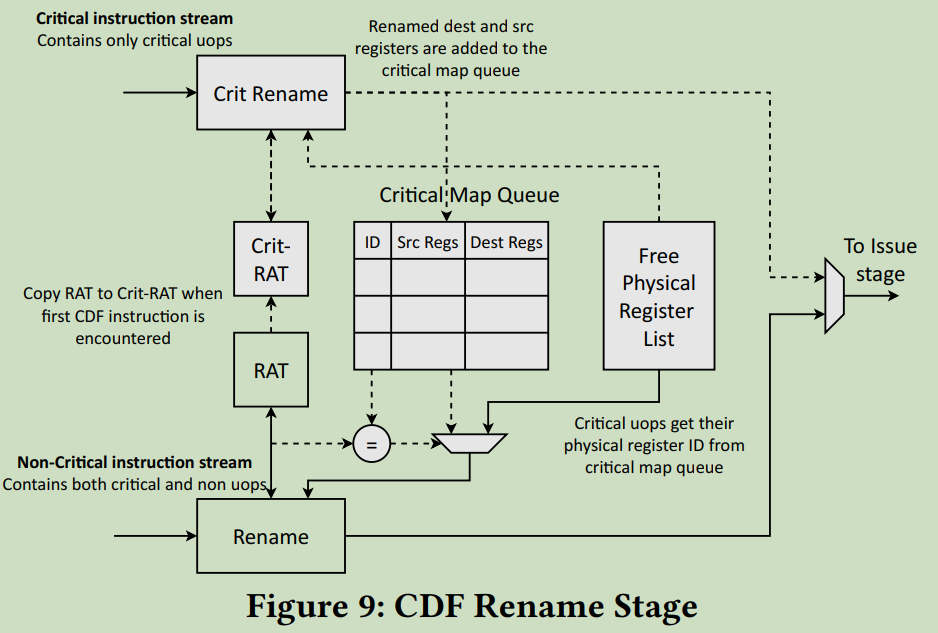 Critical instruction stream
Contains only critical uops
Renamed dest and src
registers are added to the
critical map queue
Crit Rename
Critical Map Queue
ID Src Regs Dest Regs
Crit-
RAT
Free
Physical
Register
List
To Issue
stage
Copy RAT to Crit-RAT when
first CDF instruction is
encountered
RAT
=
Critical uops get their
physical register ID from
critical map queue
Non-Critical instruction stream
Contains both critical and non uops
Rename
Figure 9: CDF Rename Stage